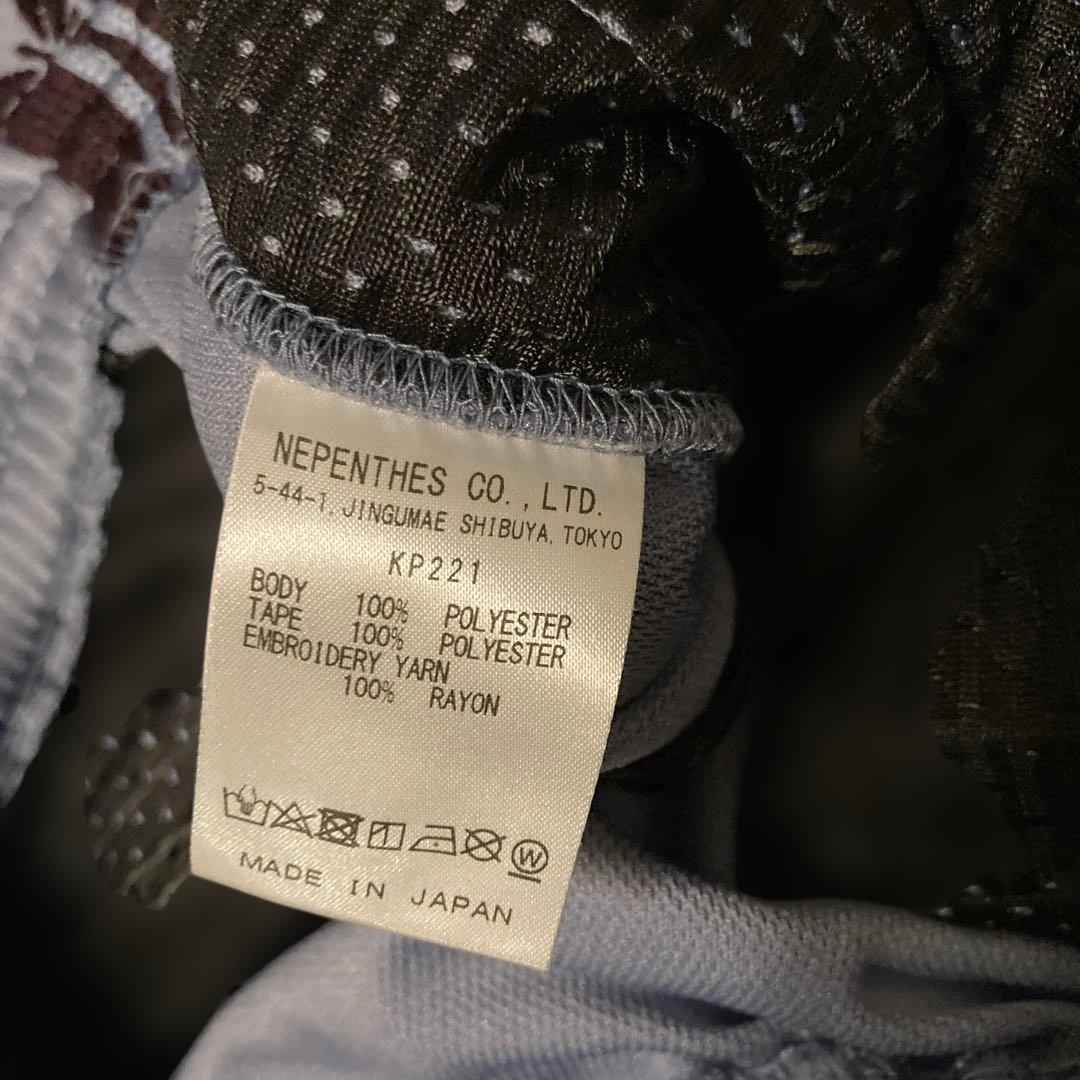 NEPENTHES CO., LTD.
5-44-1, JINGUMAE SHIBUYA, TOKYO
KP221
BODY 100% POLYESTER
TAPE 100% POLYESTER
EMBROIDERY YARN
100% RAYON
W
MADE IN JAPAN